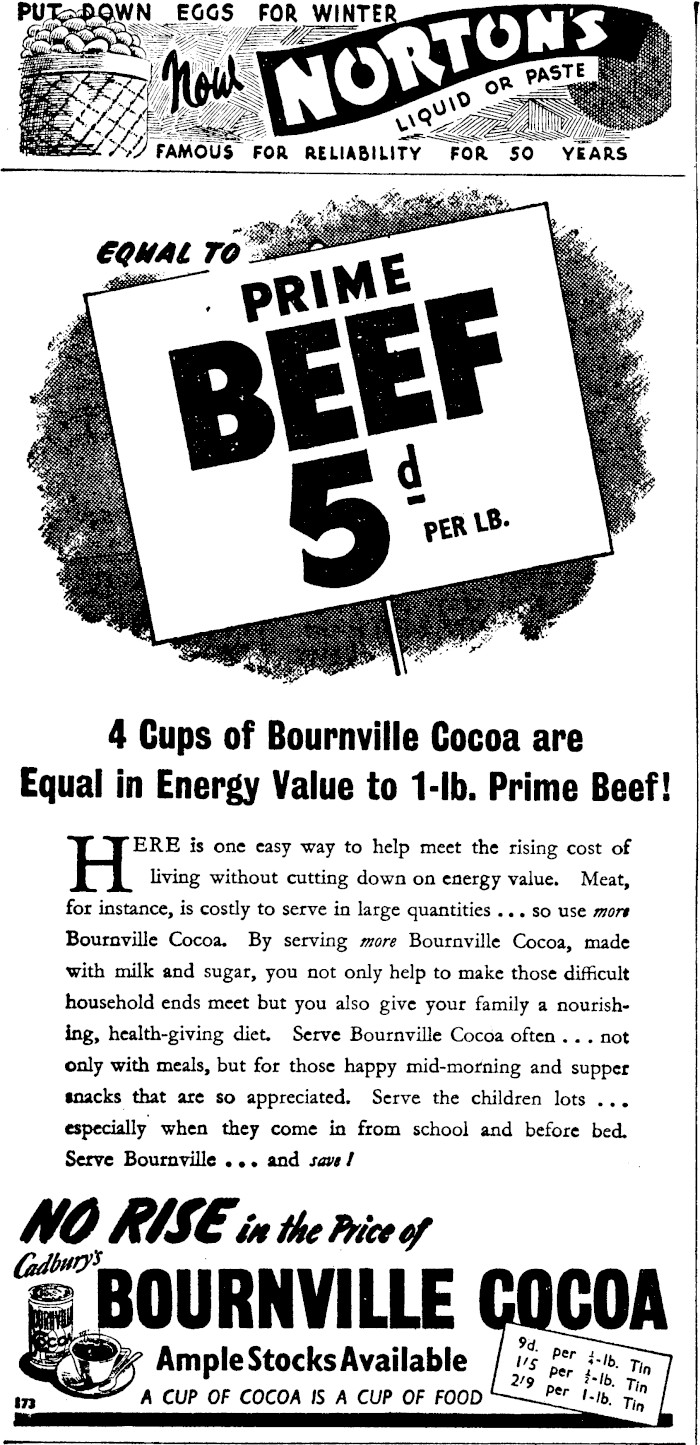 PUT DOWN EGGS FOR WINTER
Now NORTON'S
LIQUID OR PASTE
FAMOUS FOR RELIABILITY FOR 50 YEARS
EQUAL TO
PRIME
BEEF
5d
PER LB.
4 Cups of Bournville Cocoa are
Equal in Energy Value to 1-lb. Prime Beef!
HERE is one easy way to help meet the rising cost of
living without cutting down on energy value. Meat,
for instance, is costly to serve in large quantities ... so use more
Bournville Cocoa. By serving more Bournville Cocoa, made
with milk and sugar, you not only help to make those difficult
household ends meet but you also give your family a nourish-
ing, health-giving diet. Serve Bournville Cocoa often ... not
only with meals, but for those happy mid-morning and supper
snacks that are so appreciated. Serve the children lots ...
especially when they come in from school and before bed.
Serve Bournville ... and save!
NO RISE in the Price of
Cadbury's
BOURNVILLE COCOA
BOURNVILLE
COCOA
Ample Stocks Available
A CUP OF COCOA IS A CUP OF FOOD
9d. per ¼-lb. Tin
1'5 per ½-lb. Tin
2'9 per 1-lb. Tin
173